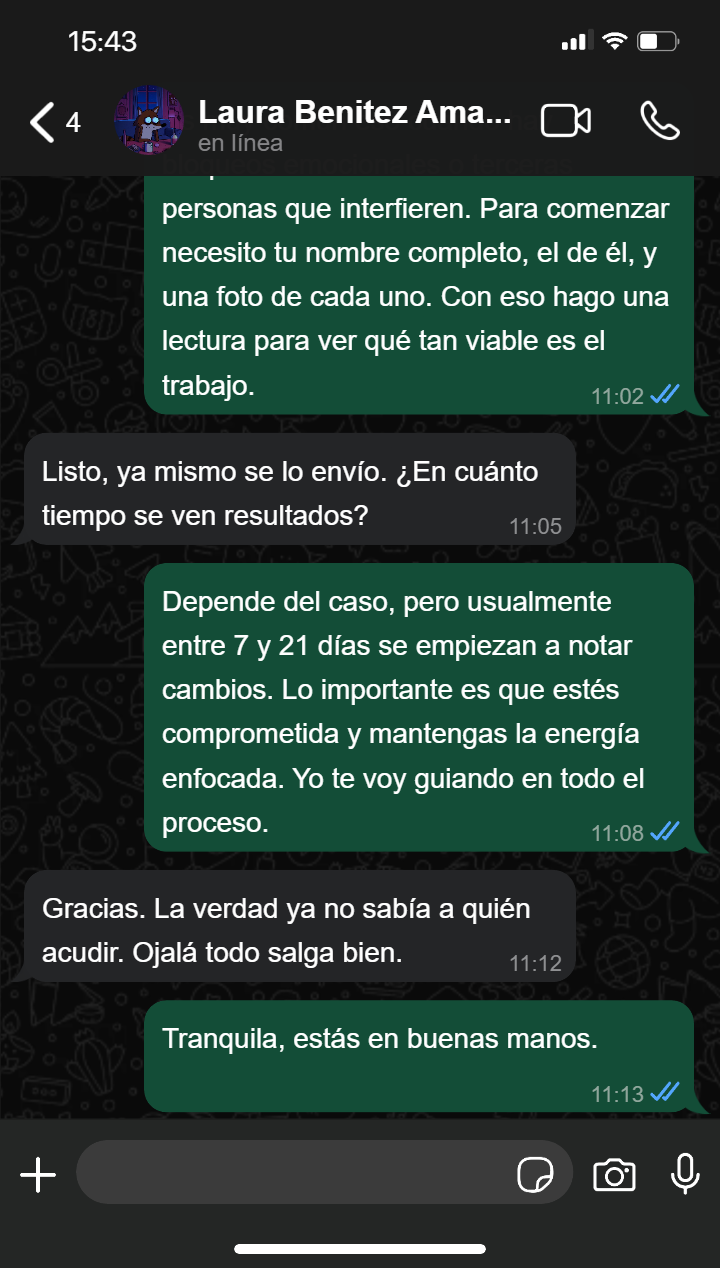 15:43
4
Laura Benitez Ama...
en línea
personas que interfieren. Para comenzar
necesito tu nombre completo, el de él, y
una foto de cada uno. Con eso hago una
lectura para ver qué tan viable es el
trabajo.
11:02
Listo, ya mismo se lo envío. ¿En cuánto
tiempo se ven resultados?
11:05
Depende del caso, pero usualmente
entre 7 y 21 días se empiezan a notar
cambios. Lo importante es que estés
comprometida y mantengas la energía
enfocada. Yo te voy guiando en todo el
proceso.
11:08
Gracias. La verdad ya no sabía a quién
acudir. Ojalá todo salga bien.
11:12
Tranquila, estás en buenas manos.
11:13